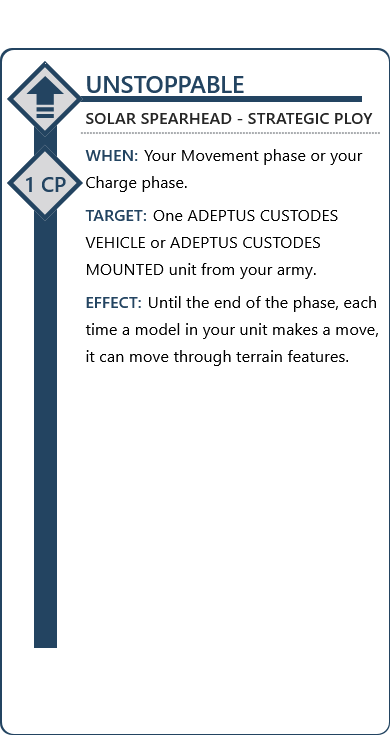 UNSTOPPABLE
SOLAR SPEARHEAD - STRATEGIC PLOY
1 CP
WHEN: Your Movement phase or your
Charge phase.
TARGET: One ADEPTUS CUSTODES
VEHICLE or ADEPTUS CUSTODES
MOUNTED unit from your army.
EFFECT: Until the end of the phase, each
time a model in your unit makes a move,
it can move through terrain features.